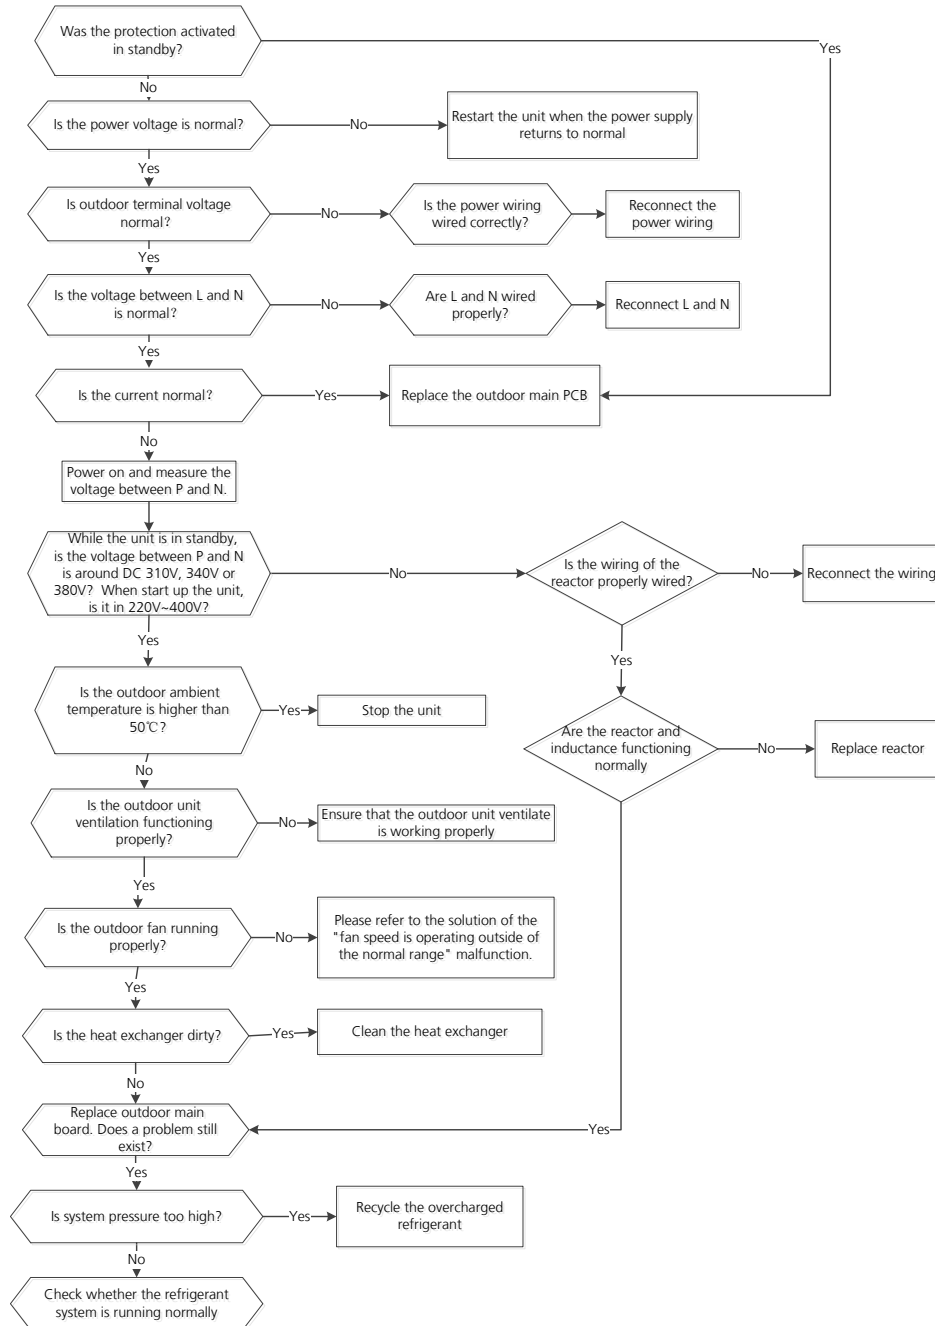 Was the protection activated
in standby?
Yes
No
Is the power voltage is normal?
No
Restart the unit when the power supply
returns to normal
Yes
Is outdoor terminal voltage
normal?
No
Is the power wiring
wired correctly?
Reconnect the
power wiring
Yes
Is the voltage between L and N
is normal?
No
Are L and N wired
properly?
Reconnect L and N
Yes
Is the current normal?
Yes
Replace the outdoor main PCB
No
Power on and measure the
voltage between P and N.
While the unit is in standby,
is the voltage between P and N
is around DC 310V, 340V or
380V? When start up the unit,
is it in 220V~400V?
No
Is the wiring of the
reactor properly wired?
No
Reconnect the wiring
Yes
Yes
Is the outdoor ambient
temperature is higher than
50℃?
Yes
Stop the unit
Are the reactor and
inductance functioning
normally
No
Replace reactor
No
Is the outdoor unit
ventilation functioning
properly?
No
Ensure that the outdoor unit ventilate
is working properly
Yes
Is the outdoor fan running
properly?
No
Please refer to the solution of the
"fan speed is operating outside of
the normal range" malfunction.
Yes
Is the heat exchanger dirty?
Yes
Clean the heat exchanger
No
Replace outdoor main
board. Does a problem still
exist?
Yes
Yes
Is system pressure too high?
Yes
Recycle the overcharged
refrigerant
No
Check whether the refrigerant
system is running normally